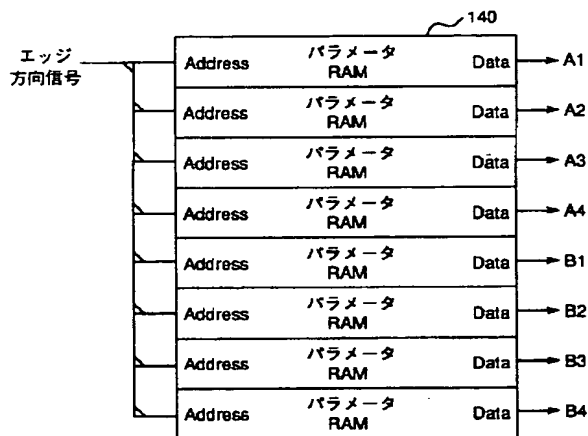 140
エッジ
方向信号
Address パラメータ RAM Data A1
Address パラメータ RAM Data A2
Address パラメータ RAM Data A3
Address パラメータ RAM Data A4
Address パラメータ RAM Data B1
Address パラメータ RAM Data B2
Address パラメータ RAM Data B3
Address パラメータ RAM Data B4